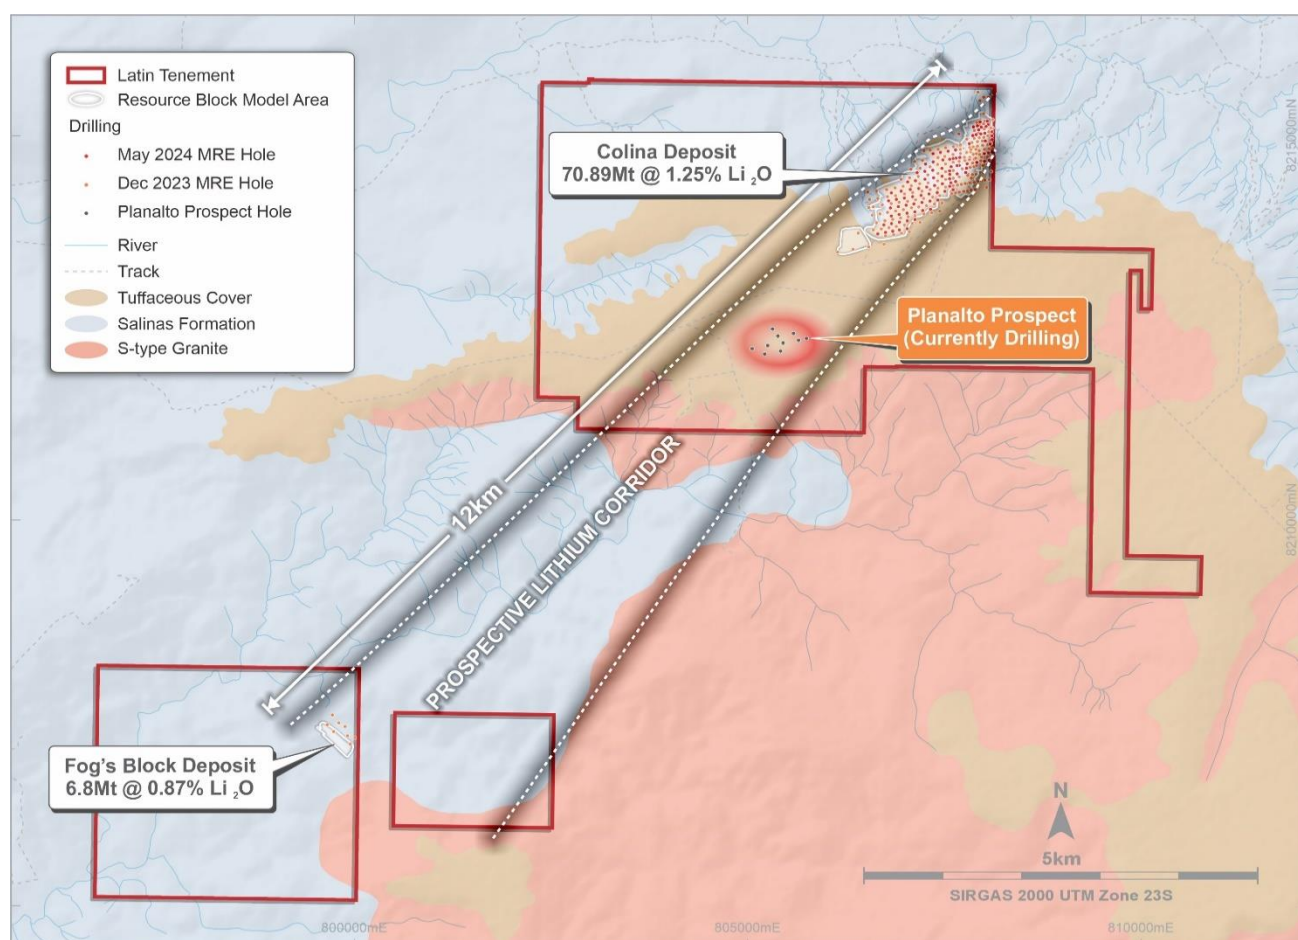 Latin Tenement
Resource Block Model Area
Drilling
May 2024 MRE Hole
Dec 2023 MRE Hole
Planalto Prospect Hole
River
Track
Tuffaceous Cover
Salinas Formation
S-type Granite
Colina Deposit
70.89Mt @ 1.25% Li₂O
8215000mN
Planalto Prospect
(Currently Drilling)
12km
PROSPECTIVE LITHIUM CORRIDOR
8210000mN
Fog's Block Deposit
6.8Mt @ 0.87% Li₂O
N
5km
SIRGAS 2000 UTM Zone 23S
800000mE
805000mE
810000mE